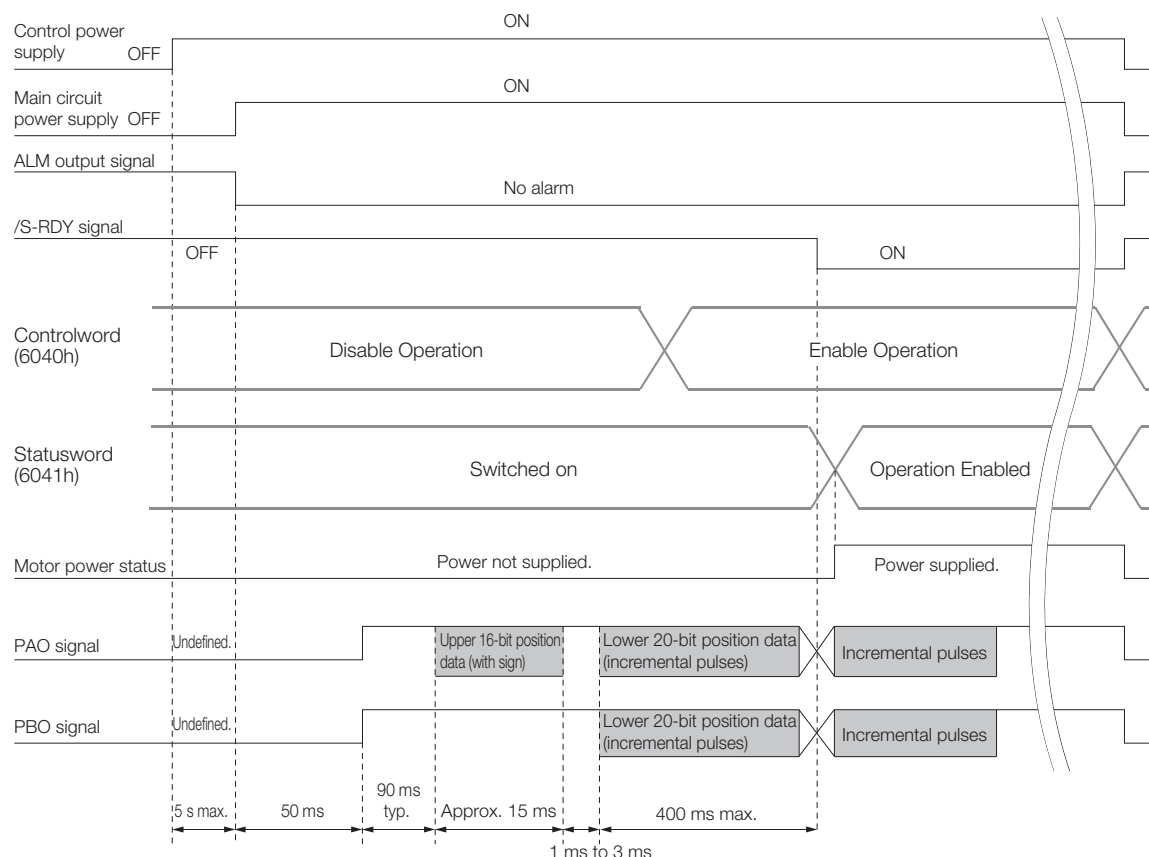 Control power
supply OFF
ON
Main circuit
power supply OFF
ON
ALM output signal
No alarm
/S-RDY signal
OFF
ON
Controlword
(6040h)
Disable Operation
Enable Operation
Statusword
(6041h)
Switched on
Operation Enabled
Motor power status
Power not supplied.
Power supplied.
PAO signal
Undefined.
Upper 16-bit position
data (with sign)
Lower 20-bit position data
(incremental pulses)
Incremental pulses
PBO signal
Undefined.
Lower 20-bit position data
(incremental pulses)
Incremental pulses
5 s max.
50 ms
90 ms
typ.
Approx. 15 ms
400 ms max.
1 ms to 3 ms